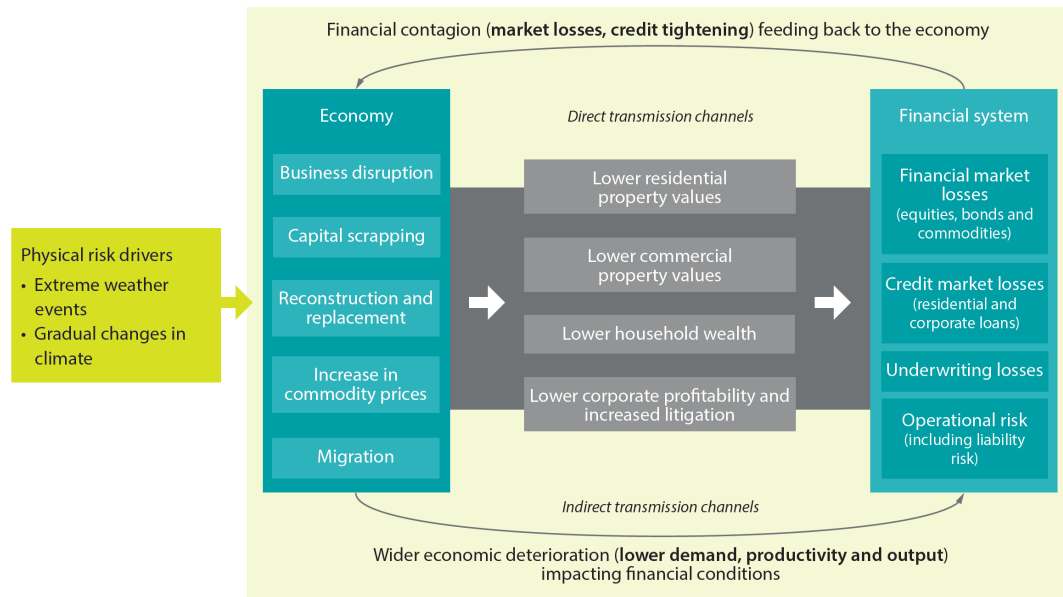 Financial contagion (market losses, credit tightening) feeding back to the economy
Physical risk drivers
• Extreme weather
events
• Gradual changes in
climate
Economy
Business disruption
Capital scrapping
Reconstruction and
replacement
Increase in
commodity prices
Migration
Direct transmission channels
Lower residential
property values
Lower commercial
property values
Lower household wealth
Lower corporate profitability and
increased litigation
Indirect transmission channels
Financial system
Financial market
losses
(equities, bonds and
commodities)
Credit market losses
(residential and
corporate loans)
Underwriting losses
Operational risk
(including liability
risk)
Wider economic deterioration (lower demand, productivity and output)
impacting financial conditions